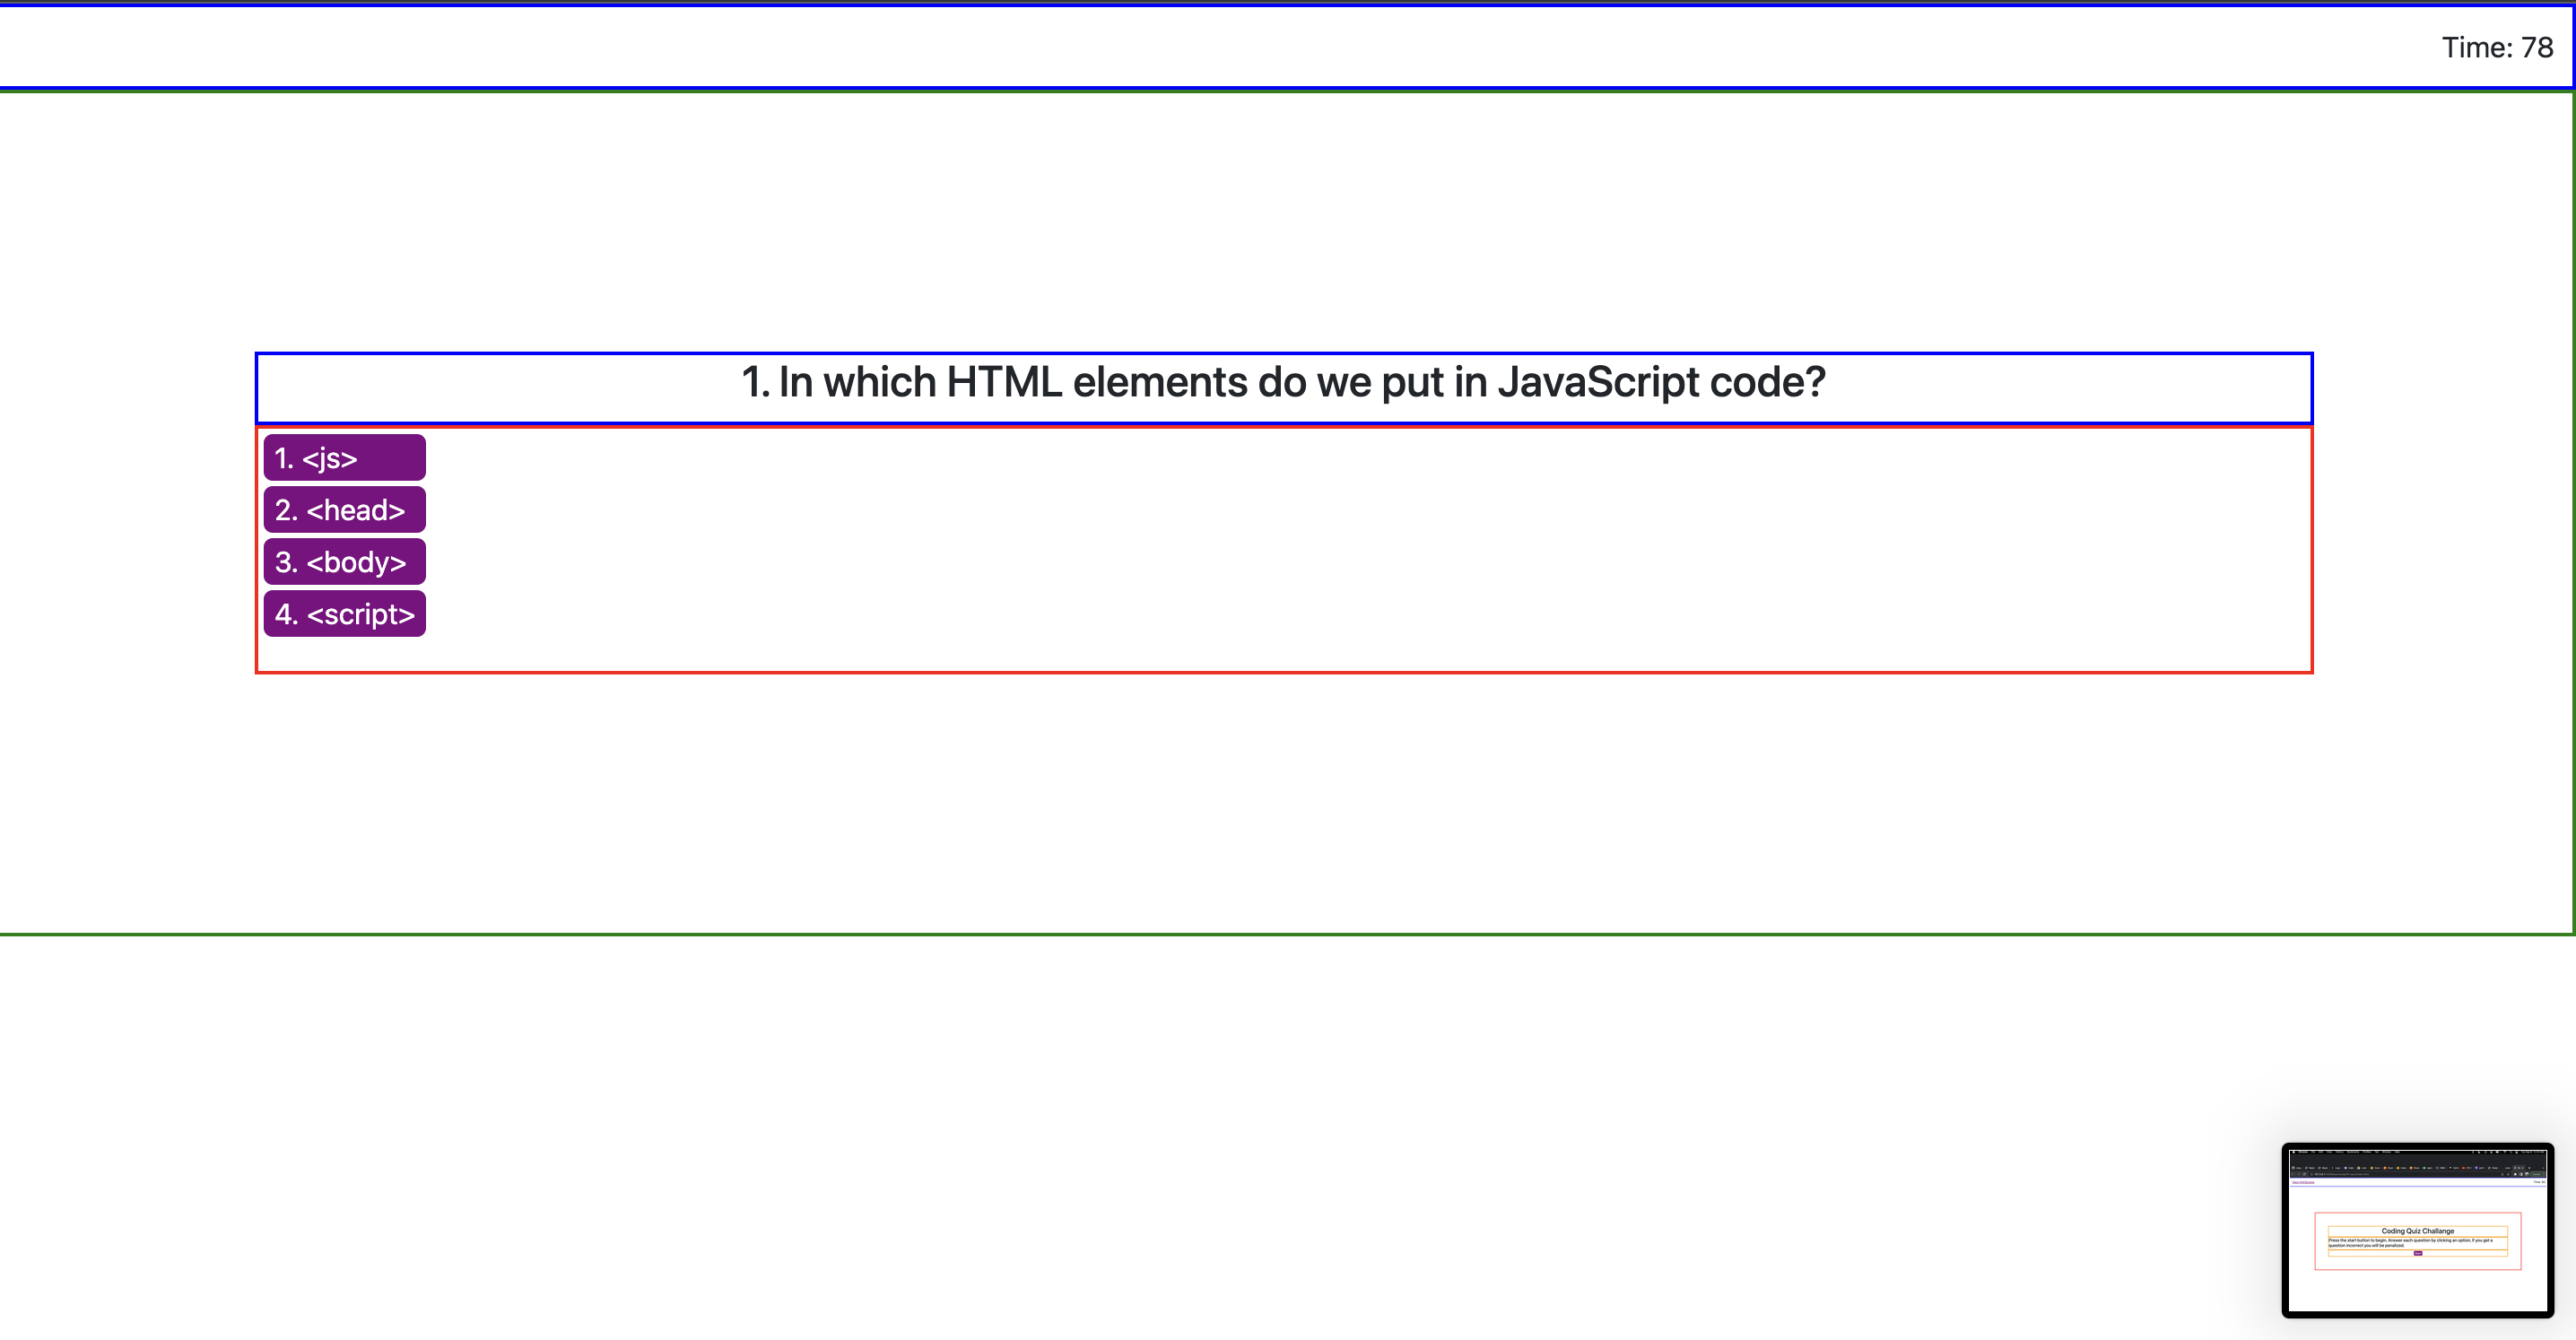 Time: 78
1. In which HTML elements do we put in JavaScript code?
1. <js>
2. <head>
3. <body>
4. <script>
Coding Quiz Challange
Press the start button to begin. Answer each question by clicking an option, if you get a
question incorrect you will be penalized.